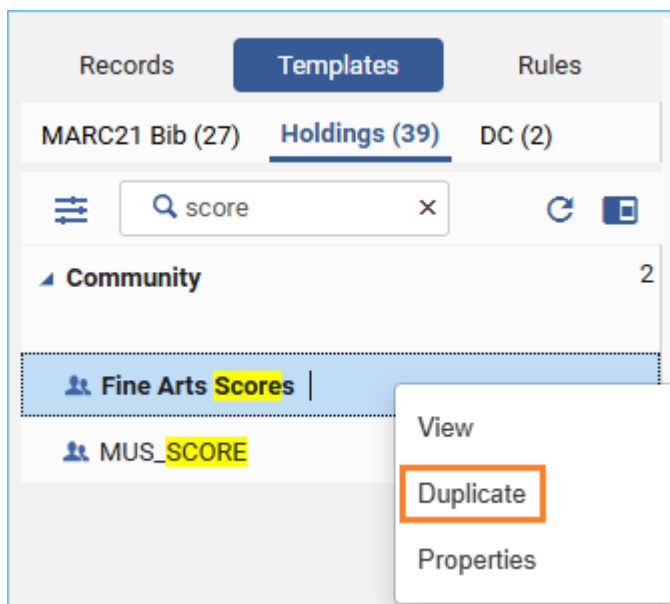 Records Templates Rules
MARC21 Bib (27) Holdings (39) DC (2)
score
Community 2
Fine Arts Scores
MUS_SCORE
View
Duplicate
Properties